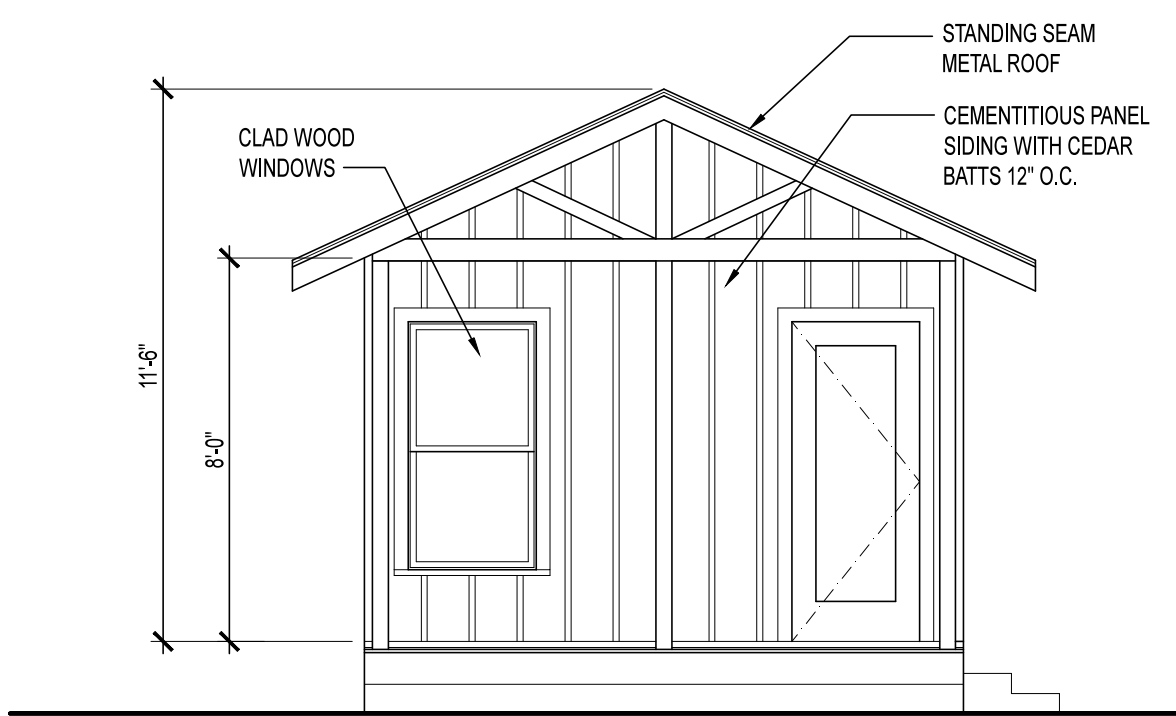 STANDING SEAM
METAL ROOF
CEMENTITIOUS PANEL
SIDING WITH CEDAR
BATTS 12" O.C.
CLAD WOOD
WINDOWS
11'-6"
8'-0"